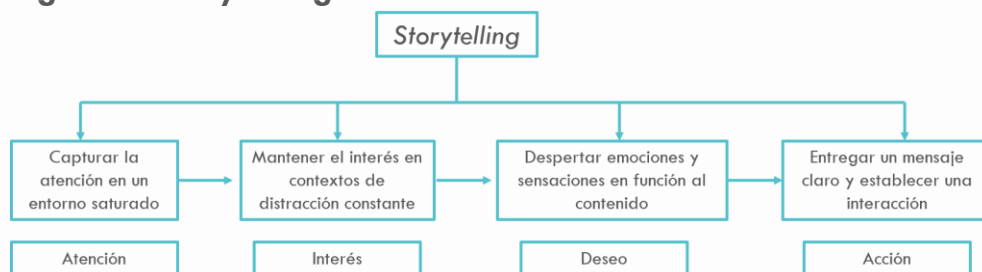 Storytelling
Capturar la
atención en un
entorno saturado
Mantener el interés en
contextos de
distracción constante
Despertar emociones y
sensaciones en función al
contenido
Entregar un mensaje
claro y establecer una
interacción
Atención
Interés
Deseo
Acción